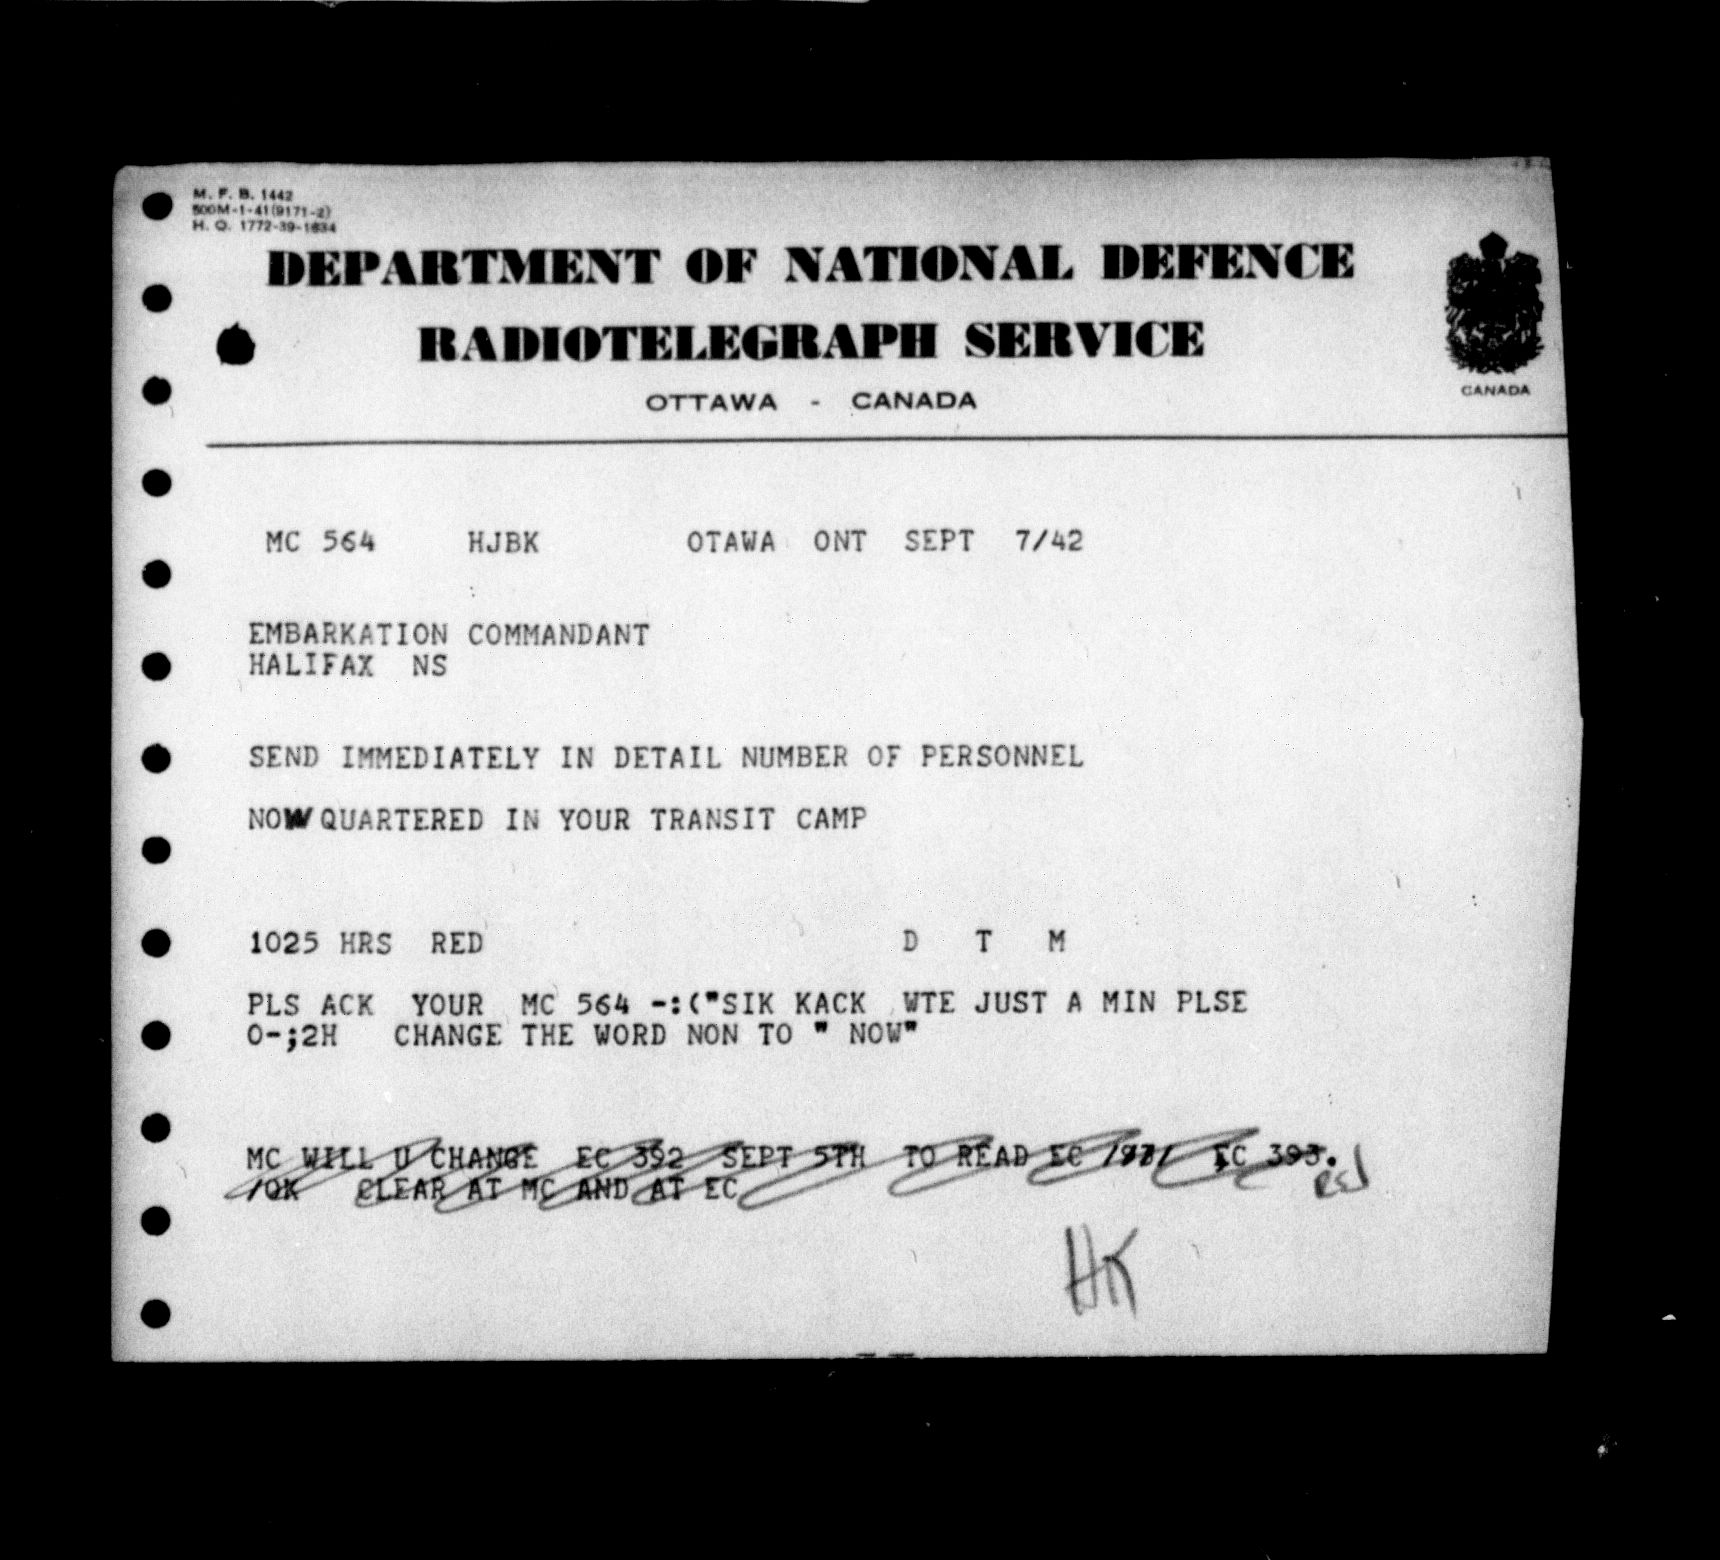 M. F. B. 1442
500M-1-41(9171-2)
H. Q. 1772-39-1634
DEPARTMENT OF NATIONAL DEFENCE
RADIOTELEGRAPH SERVICE
OTTAWA - CANADA
CANADA
MC 564 HJBK OTAWA ONT SEPT 7/42
EMBARKATION COMMANDANT
HALIFAX NS
SEND IMMEDIATELY IN DETAIL NUMBER OF PERSONNEL
NOW QUARTERED IN YOUR TRANSIT CAMP
1025 HRS RED D T M
PLS ACK YOUR MC 564 -:("SIK KACK WTE JUST A MIN PLSE
O-;2H CHANGE THE WORD NON TO " NOW"
MC WILL U CHANGE EC 392 SEPT 5TH TO READ EC EC 393.
/OK CLEAR AT MC AND AT EC
HK